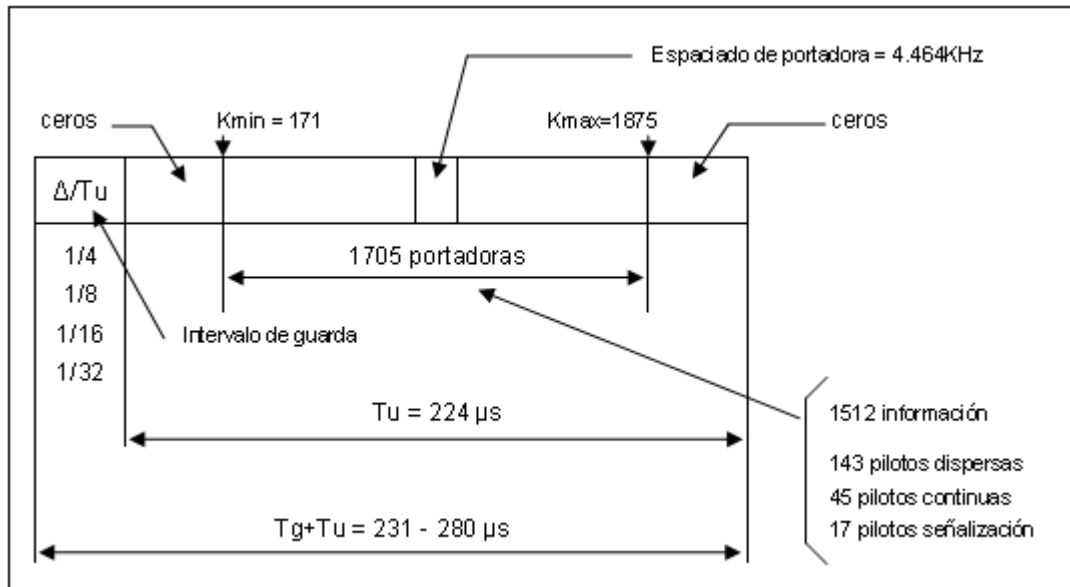 Espaciado de portadora = 4.464KHz
ceros
Kmin = 171
Kmax=1875
ceros
Δ/Tu
1/4
1705 portadoras
1/8
1/16
Intervalo de guarda
1/32
Tu = 224 µs
1512 información
143 pilotos dispersas
45 pilotos continuas
17 pilotos señalización
Tg+Tu = 231 - 280 µs